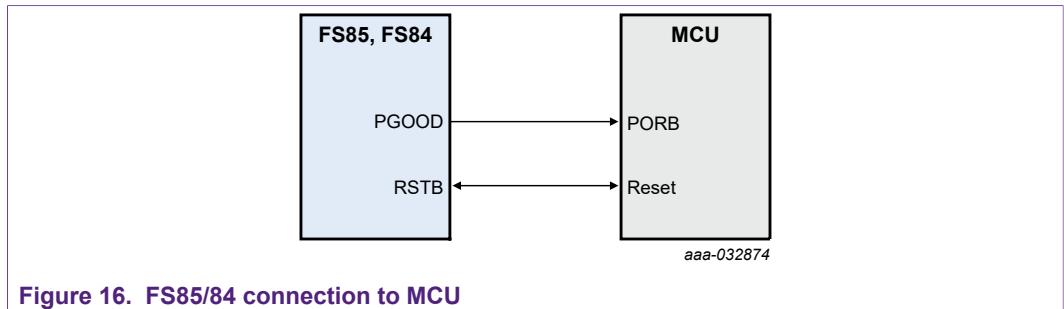 FS85, FS84
MCU
PGOOD
PORB
RSTB
Reset
aaa-032874
Figure 16. FS85/84 connection to MCU